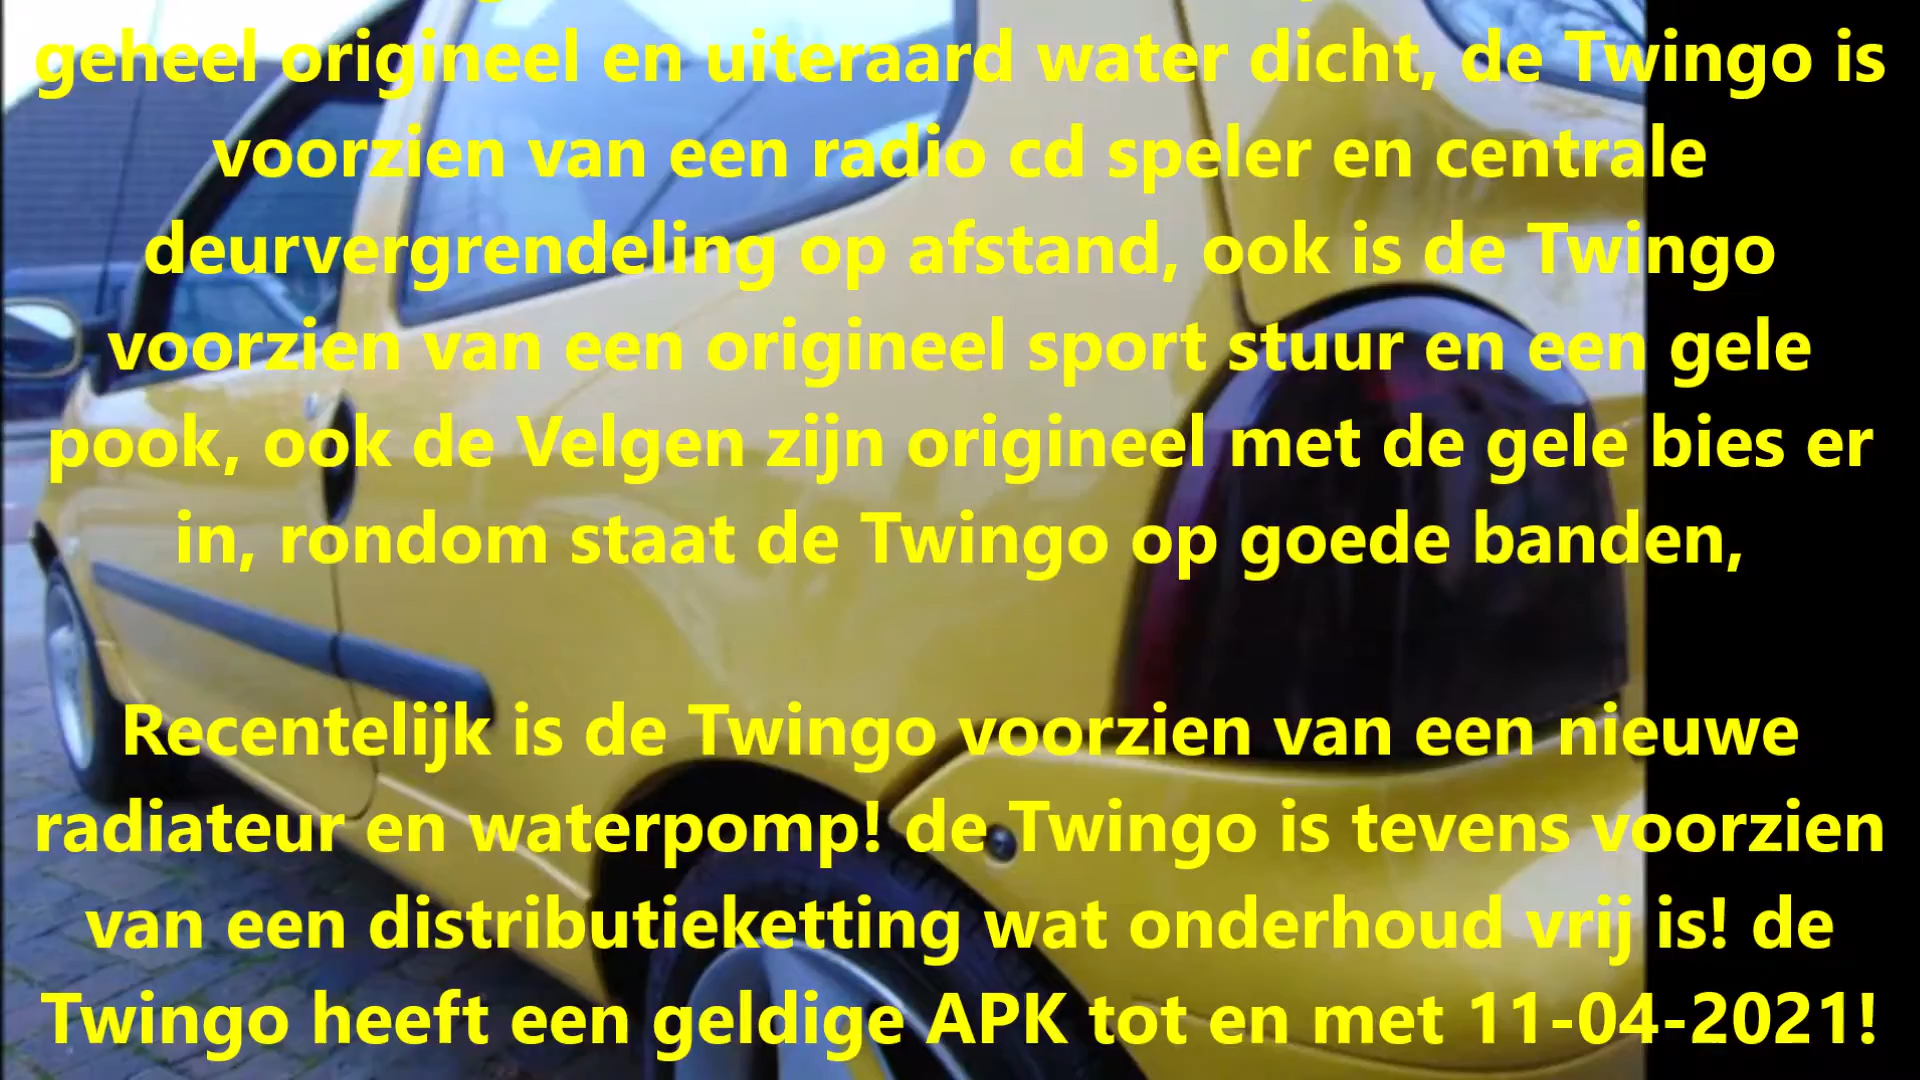 geheel origineel en uiteraard water dicht, de Twingo is
voorzien van een radio cd speler en centrale
deurvergrendeling op afstand, ook is de Twingo
voorzien van een origineel sport stuur en een gele
pook, ook de Velgen zijn origineel met de gele bies er
in, rondom staat de Twingo op goede banden,
Recentelijk is de Twingo voorzien van een nieuwe
radiateur en waterpomp! de Twingo is tevens voorzien
van een distributieketting wat onderhoud vrij is! de
Twingo heeft een geldige APK tot en met 11-04-2021!